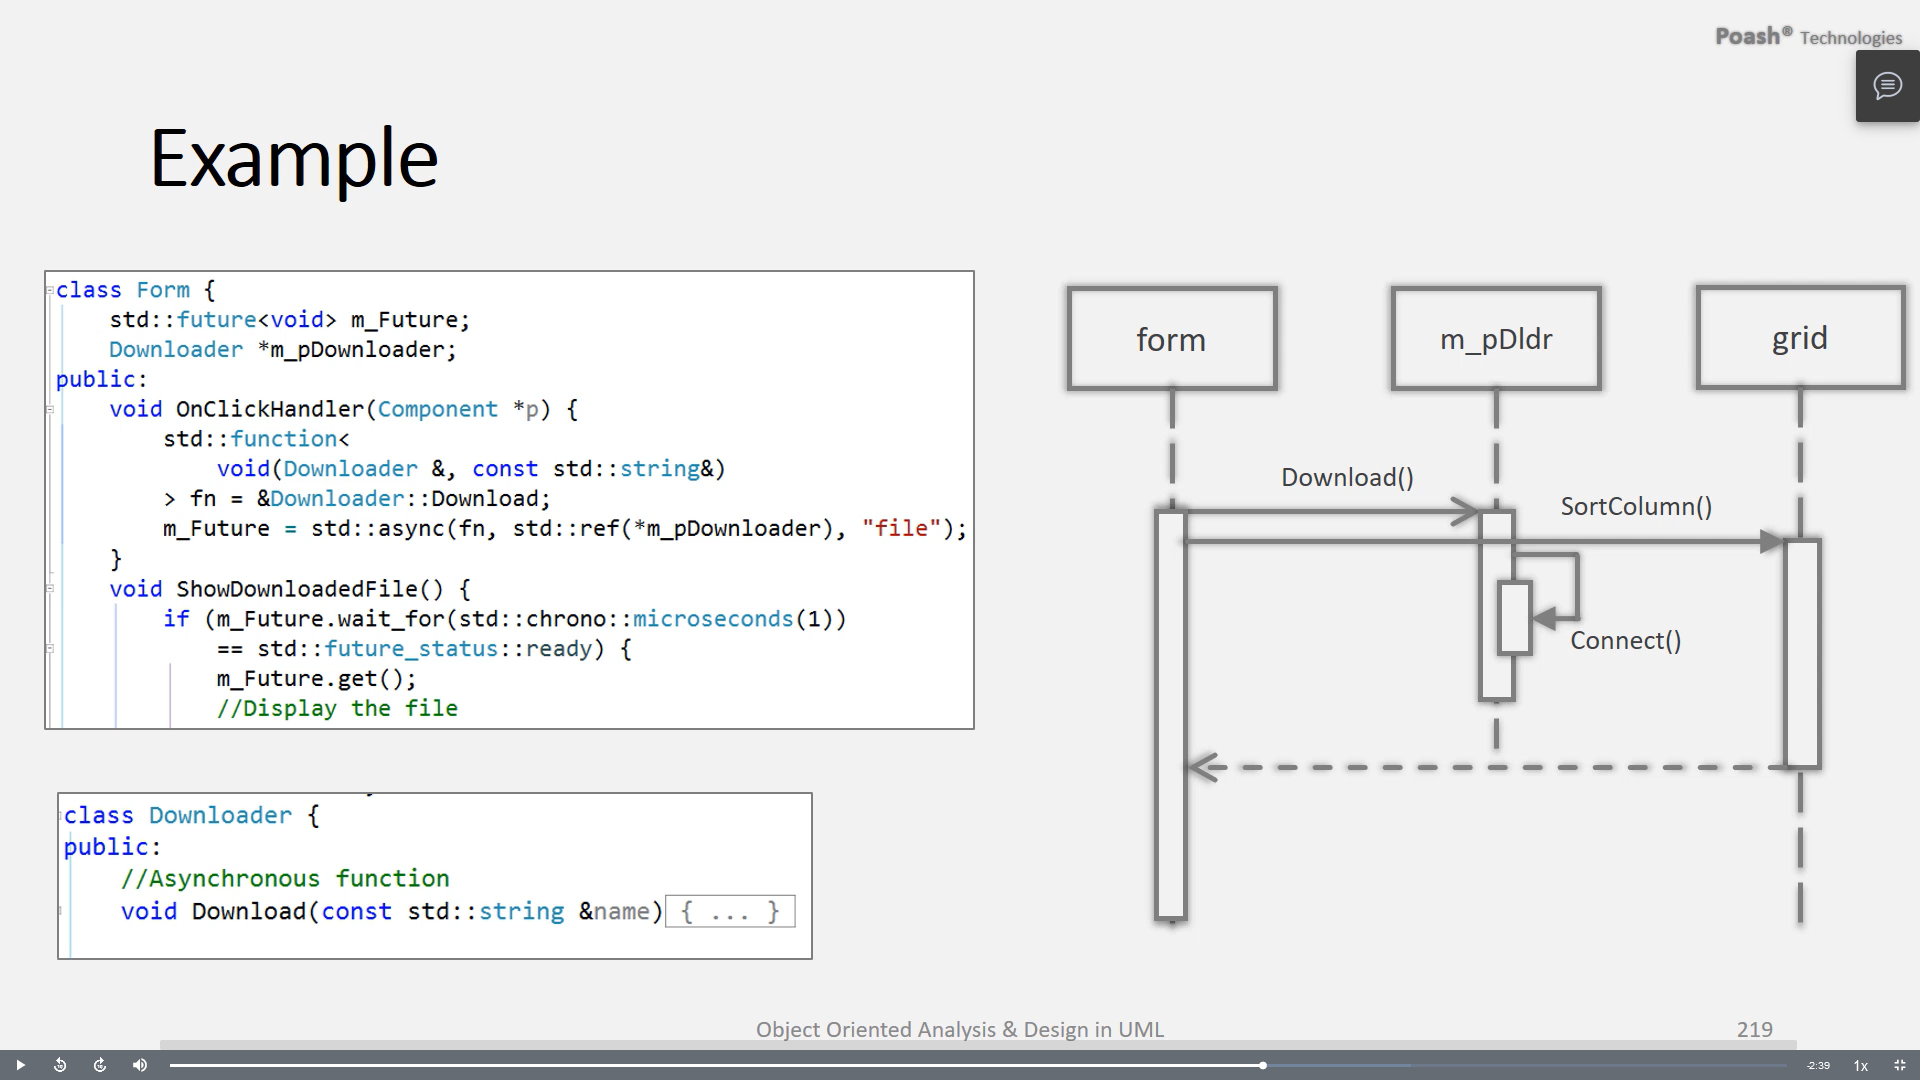 Poash® Technologies
Example
class Form {
    std::future<void> m_Future;
    Downloader *m_pDownloader;
public:
    void OnClickHandler(Component *p) {
        std::function<
            void(Downloader &, const std::string&)
        > fn = &Downloader::Download;
        m_Future = std::async(fn, std::ref(*m_pDownloader), "file");
    }
    void ShowDownloadedFile() {
        if (m_Future.wait_for(std::chrono::microseconds(1))
            == std::future_status::ready) {
            m_Future.get();
            //Display the file
class Downloader {
public:
    //Asynchronous function
    void Download(const std::string &name){ ... }
form
m_pDldr
grid
Download()
SortColumn()
Connect()
Object Oriented Analysis & Design in UML
219
-2:39
1x